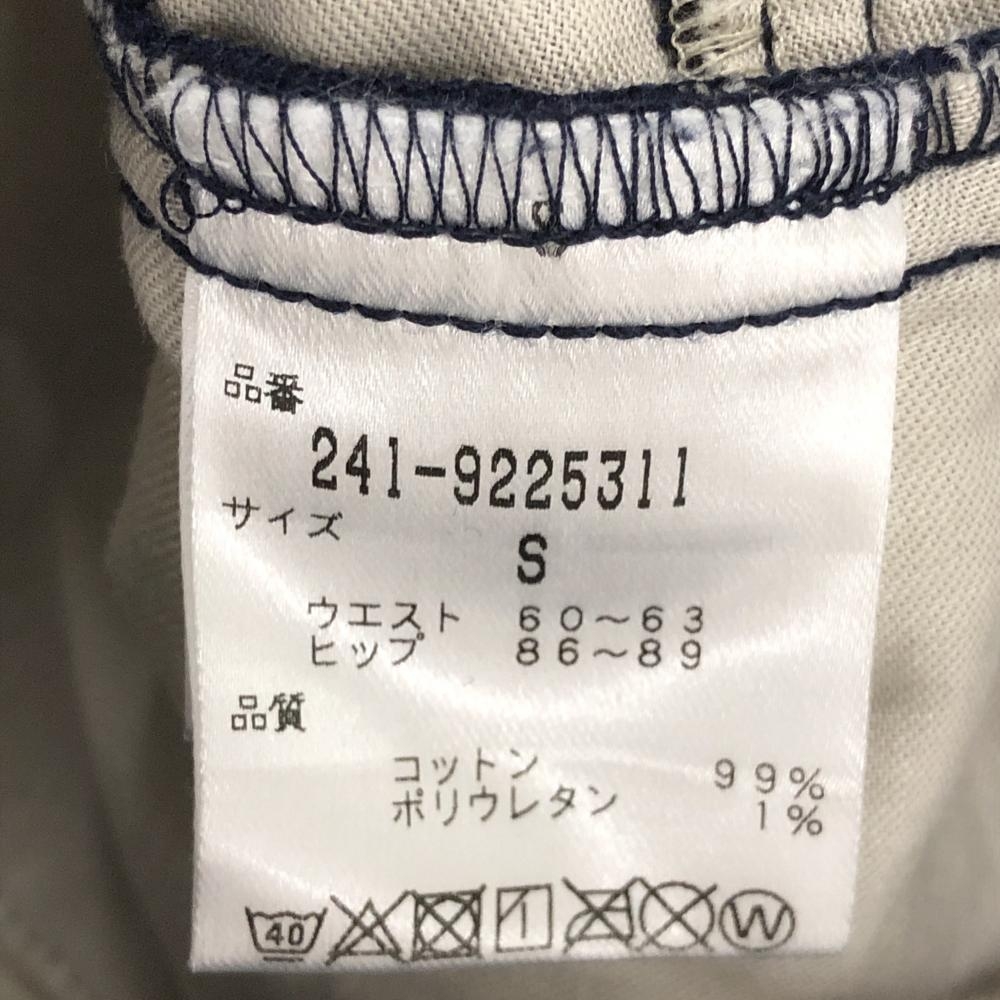 品番
241-9225311
サイズ
S
ウエスト 60～63
ヒップ 86～89
品質
コットン 99%
ポリウレタン 1%
40 W